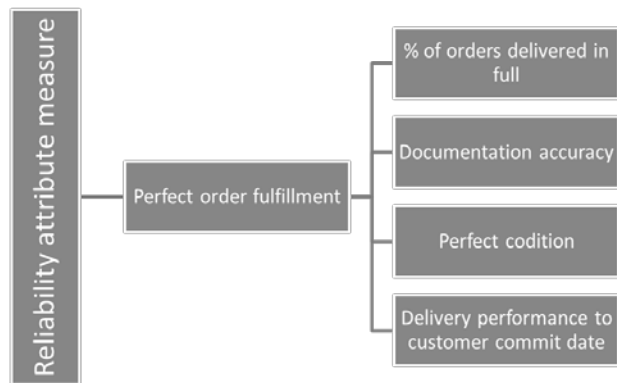 Reliability attribute measure
Perfect order fulfillment
% of orders delivered in
full
Documentation accuracy
Perfect codition
Delivery performance to
customer commit date